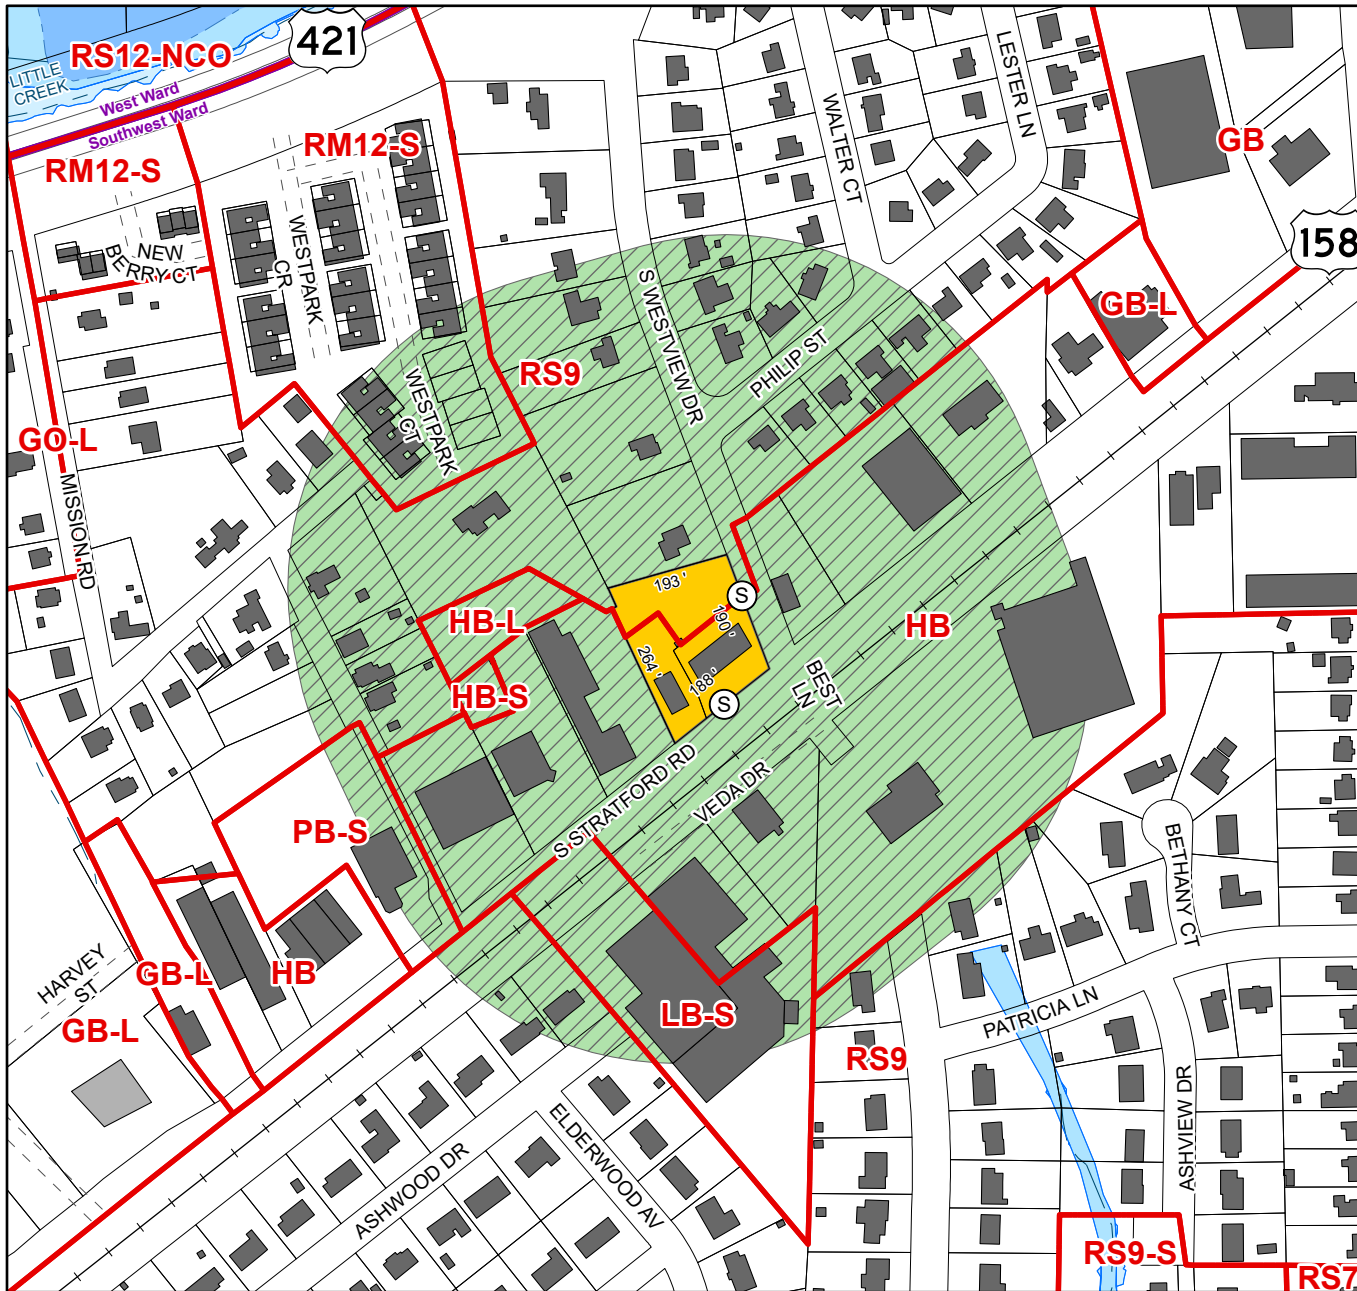 RS12-NCO
421
LITTLE
CREEK
West Ward
Southwest Ward
RM12-S
RM12-S
LESTER LN
WALTER CT
GB
158
NEW
BERRY CT
WESTPARK
CR
S WESTVIEW DR
GB-L
PHILIP ST
RS9
WESTPARK
CT
GO-L
MISSION RD
193 '
S
190 '
HB-L
HB
264 '
188 '
HB-S
S
BEST
LN
S STRATFORD RD
VEDA DR
PB-S
BETHANY CT
HARVEY
ST
GB-L
HB
GB-L
LB-S
PATRICIA LN
RS9
ASHVIEW DR
ELDERWOOD AV
ASHWOOD DR
RS9-S
RS7